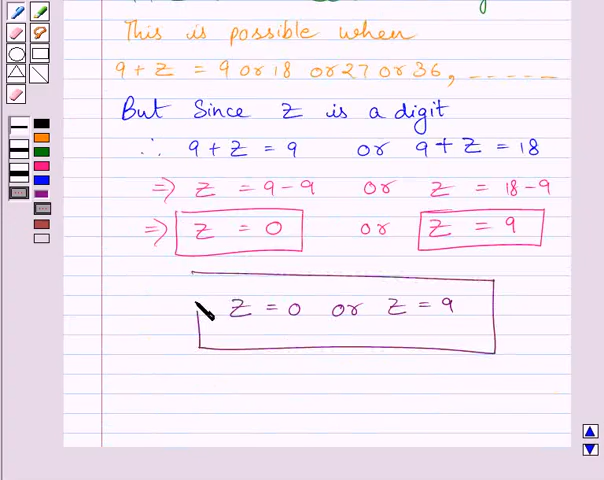 This is possible when
9 + z = 9 or 18 or 27 or 36, _ _ _ _ _
But Since z is a digit
∴ 9 + z = 9 or 9 + z = 18
⇒ z = 9 - 9 or z = 18 - 9
⇒ z = 0 or z = 9
z = 0 or z = 9